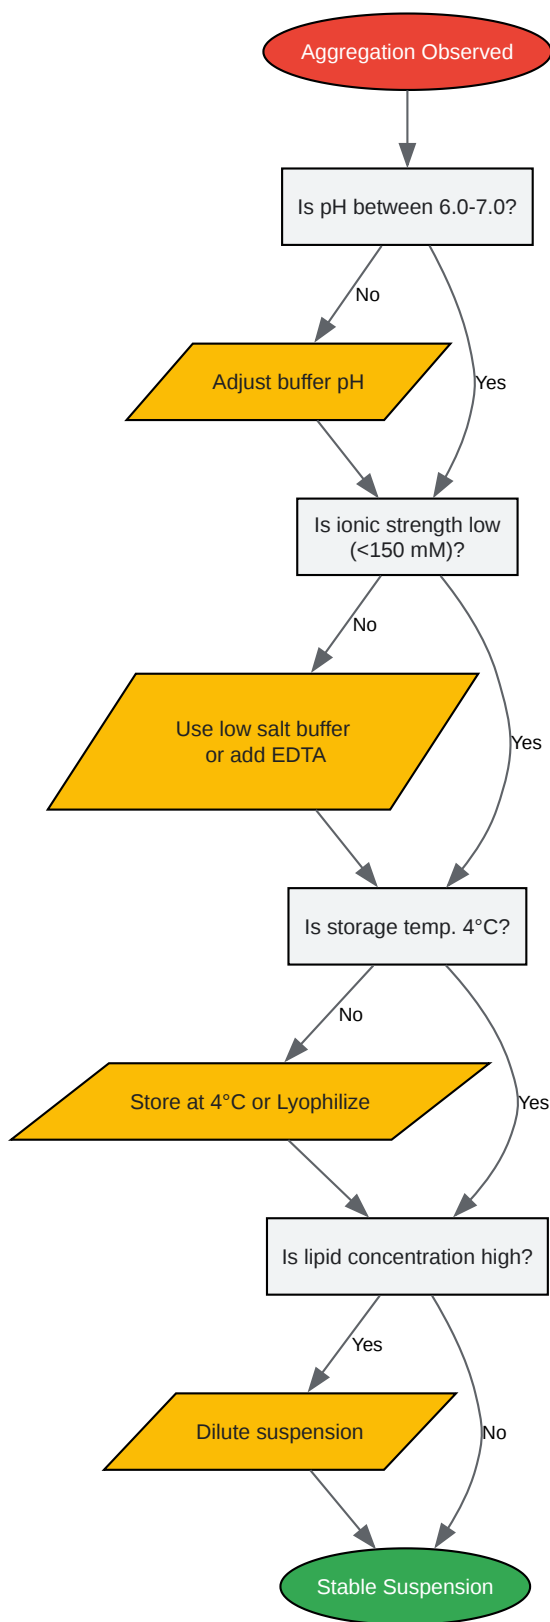 Aggregation Observed
Is pH between 6.0-7.0?
No
Yes
Adjust buffer pH
Is ionic strength low
(<150 mM)?
No
Yes
Use low salt buffer
or add EDTA
Is storage temp. 4°C?
No
Yes
Store at 4°C or Lyophilize
Is lipid concentration high?
Yes
No
Dilute suspension
Stable Suspension